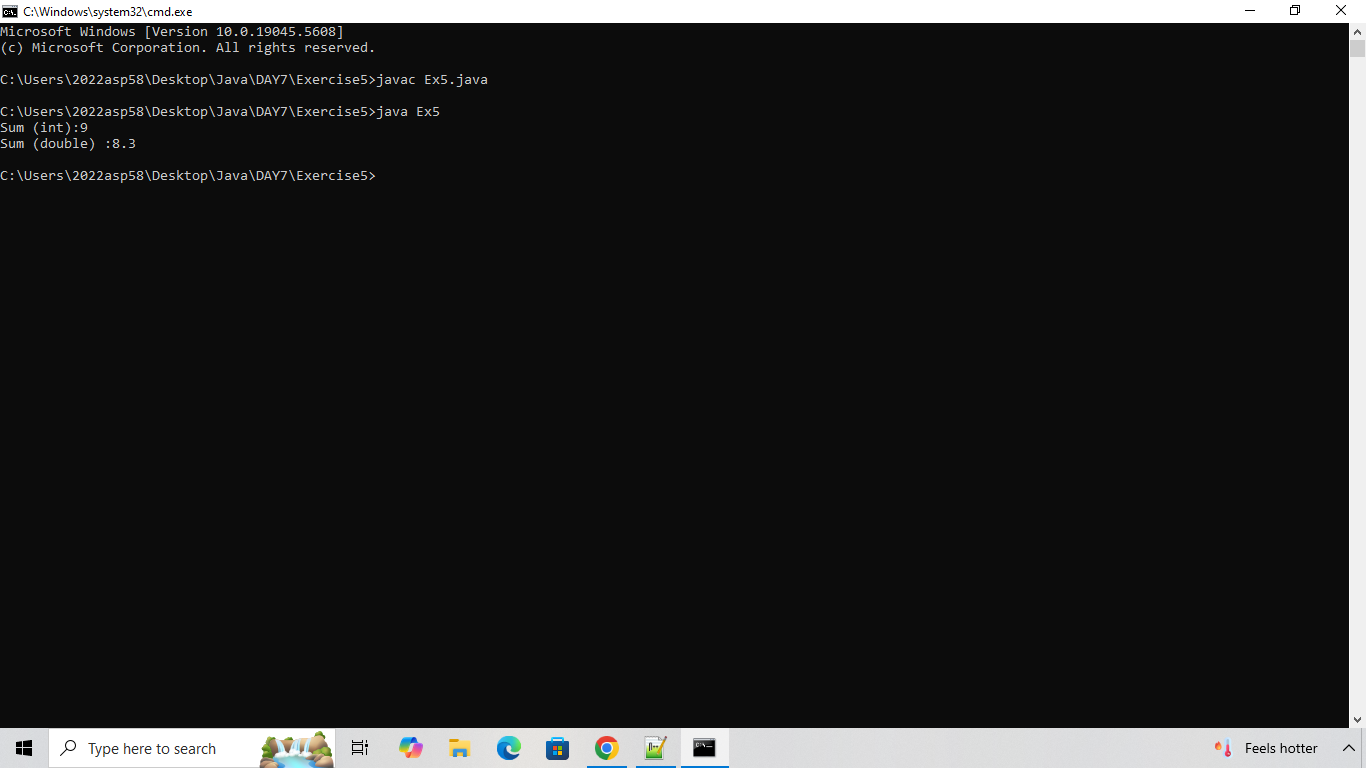 C:\Windows\system32\cmd.exe
Microsoft Windows [Version 10.0.19045.5608]
(c) Microsoft Corporation. All rights reserved.
C:\Users\2022asp58\Desktop\Java\DAY7\Exercise5>javac Ex5.java
C:\Users\2022asp58\Desktop\Java\DAY7\Exercise5>java Ex5
Sum (int):9
Sum (double) :8.3
C:\Users\2022asp58\Desktop\Java\DAY7\Exercise5>
Type here to search
Feels hotter